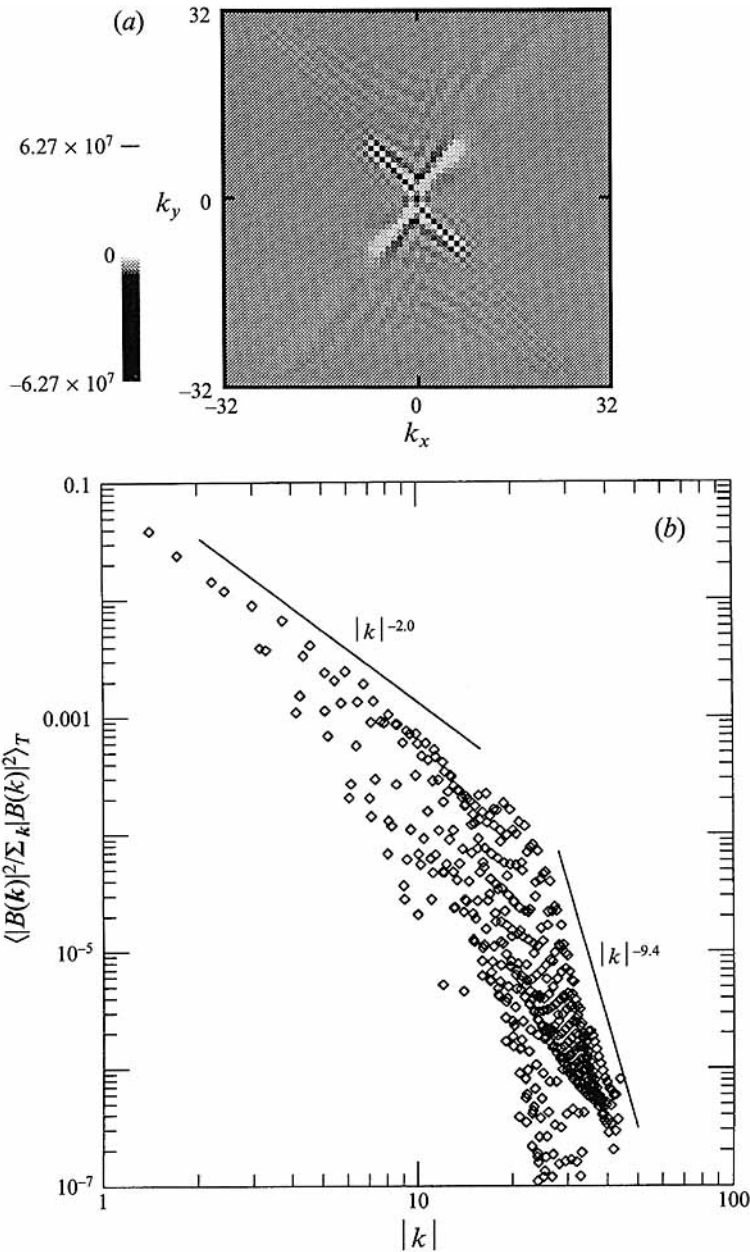 (a)
32
6.27 × 10⁷
k_y
0
0
−6.27 × 10⁷
−32
−32
0
32
k_x
0.1
(b)
|k|⁻²·⁰
0.001
⟨|B(k)|²/Σ_k|B(k)|²⟩_T
|k|⁻⁹·⁴
10⁻⁵
10⁻⁷
1
10
100
|k|